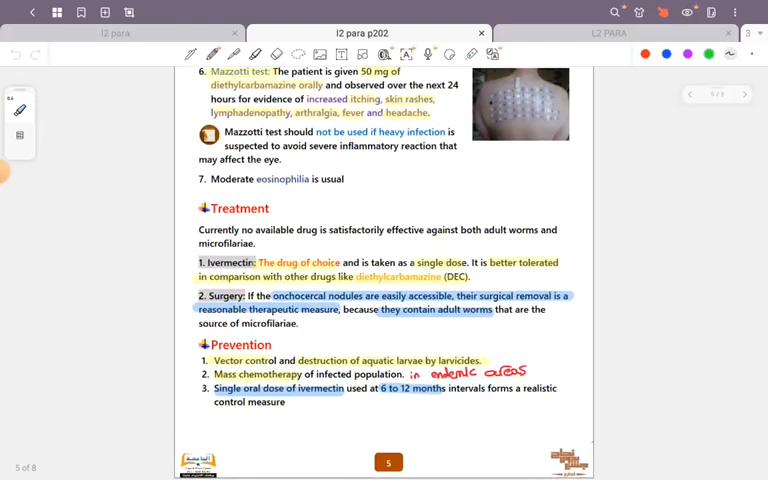 l2 para
l2 para p202
L2 PARA
3
5/8
0.4
6. Mazzotti test: The patient is given 50 mg of
diethylcarbamazine orally and observed over the next 24
hours for evidence of increased itching, skin rashes,
lymphadenopathy, arthralgia, fever and headache.
Mazzotti test should not be used if heavy infection is
suspected to avoid severe inflammatory reaction that
may affect the eye.
7. Moderate eosinophilia is usual
Treatment
Currently no available drug is satisfactorily effective against both adult worms and
microfilariae.
1. Ivermectin: The drug of choice and is taken as a single dose. It is better tolerated
in comparison with other drugs like diethylcarbamazine (DEC).
2. Surgery: If the onchocercal nodules are easily accessible, their surgical removal is a
reasonable therapeutic measure, because they contain adult worms that are the
source of microfilariae.
Prevention
1. Vector control and destruction of aquatic larvae by larvicides.
2. Mass chemotherapy of infected population. in endemic areas
3. Single oral dose of ivermectin used at 6 to 12 months intervals forms a realistic
control measure
5 of 8
5